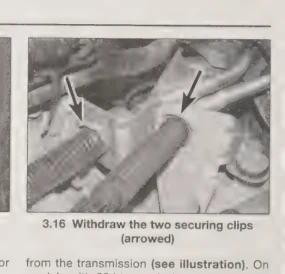 3.16 Withdraw the two securing clips
(arrowed)
or from the transmission (see illustration). On